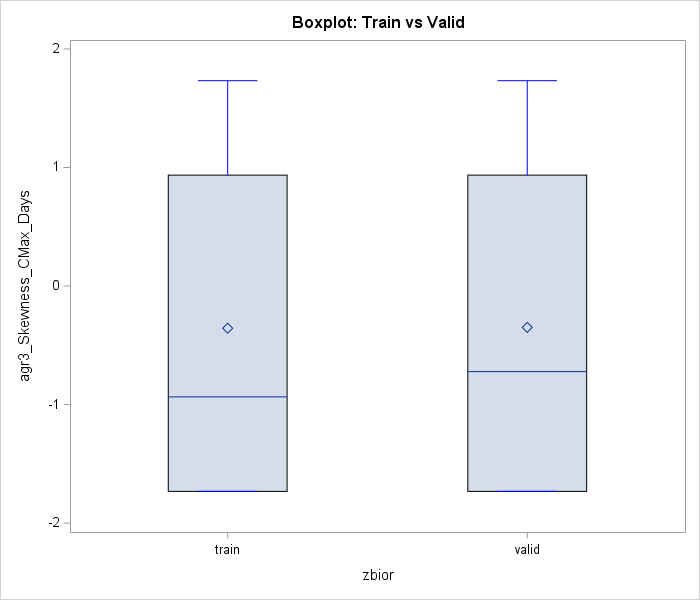 Boxplot: Train vs Valid
agr3_Skewness_CMax_Days
2
1
0
-1
-2
train
valid
zbior